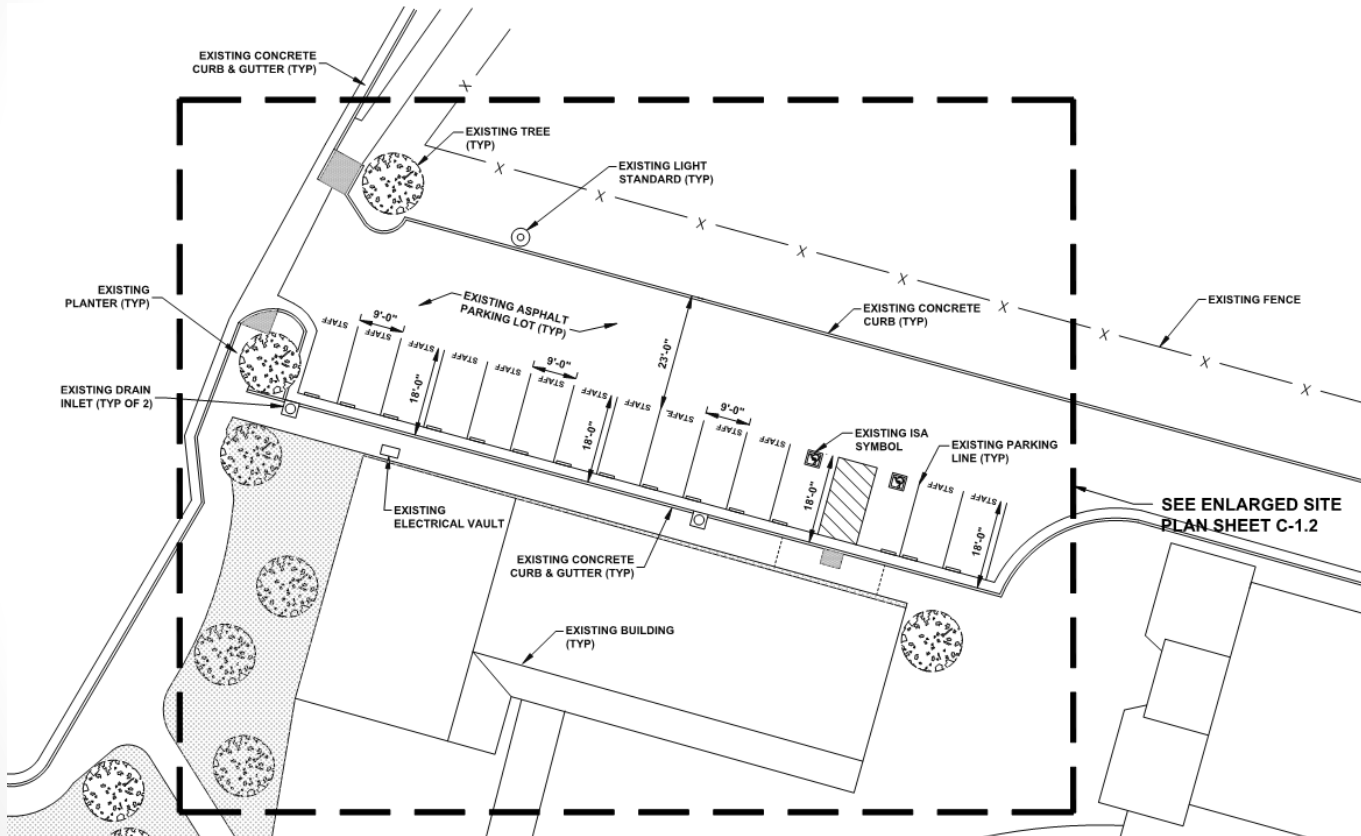 EXISTING CONCRETE
CURB & GUTTER (TYP)
EXISTING TREE
(TYP)
EXISTING LIGHT
STANDARD (TYP)
EXISTING
PLANTER (TYP)
EXISTING ASPHALT
PARKING LOT (TYP)
EXISTING CONCRETE
CURB (TYP)
EXISTING FENCE
9'-0"
9'-0"
9'-0"
23'-0"
STAFF
STAFF
STAFF
STAFF
STAFF
STAFF
STAFF
STAFF
STAFF
STAFF
STAFF
STAFF
STAFF
18'-0"
18'-0"
18'-0"
18'-0"
EXISTING DRAIN
INLET (TYP OF 2)
EXISTING ISA
SYMBOL
EXISTING PARKING
LINE (TYP)
SEE ENLARGED SITE
PLAN SHEET C-1.2
EXISTING
ELECTRICAL VAULT
EXISTING CONCRETE
CURB & GUTTER (TYP)
EXISTING BUILDING
(TYP)